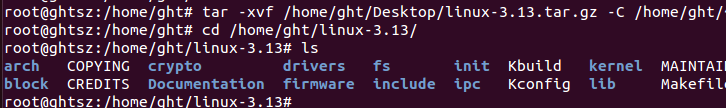 root@ghtsz:/home/ght# tar -xvf /home/ght/Desktop/linux-3.13.tar.gz -C /home/ght/
root@ghtsz:/home/ght# cd /home/ght/linux-3.13/
root@ghtsz:/home/ght/linux-3.13# ls
arch COPYING crypto drivers fs init Kbuild kernel MAINTAI
block CREDITS Documentation firmware include ipc Kconfig lib Makefile
root@ghtsz:/home/ght/linux-3.13#